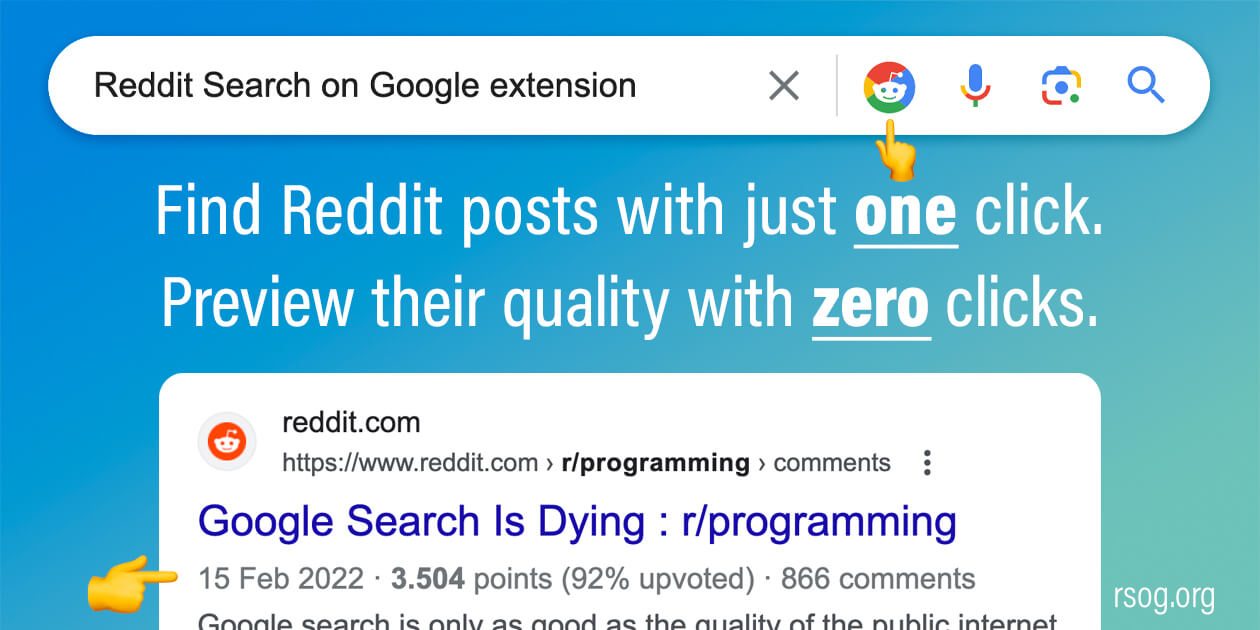 Reddit Search on Google extension
Find Reddit posts with just one click.
Preview their quality with zero clicks.
reddit.com
https://www.reddit.com › r/programming › comments
Google Search Is Dying : r/programming
15 Feb 2022 · 3.504 points (92% upvoted) · 866 comments
Google search is only as good as the quality of the public internet
rsog.org